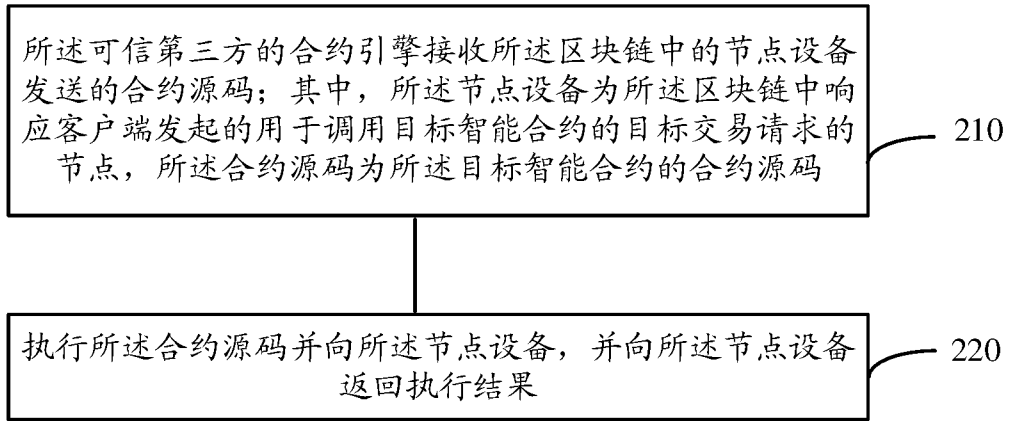 所述可信第三方的合约引擎接收所述区块链中的节点设备
发送的合约源码；其中，所述节点设备为所述区块链中响
应客户端发起的用于调用目标智能合约的目标交易请求的
节点，所述合约源码为所述目标智能合约的合约源码
210
执行所述合约源码并向所述节点设备，并向所述节点设备
返回执行结果
220